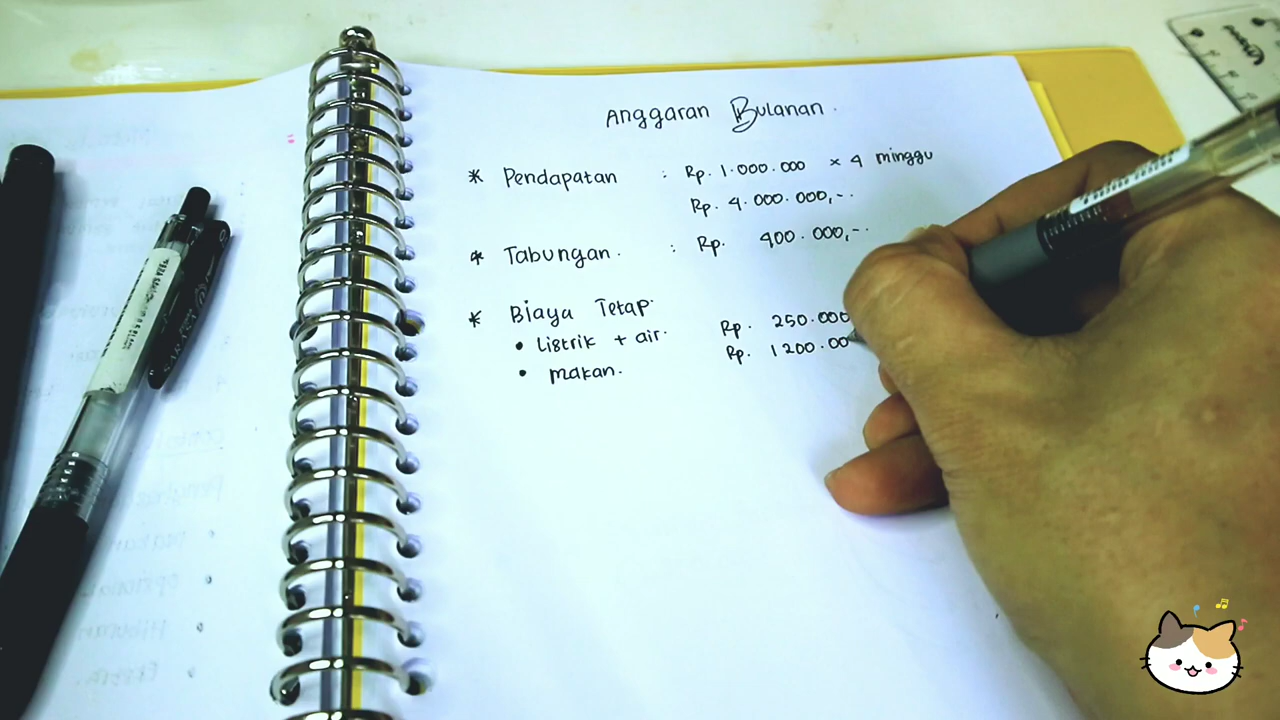 Anggaran Bulanan.
* Pendapatan : Rp. 1.000.000 × 4 minggu
Rp. 4.000.000,-.
* Tabungan. : Rp. 400.000,-.
* Biaya Tetap.
• Listrik + air. Rp. 250.000
• makan. Rp. 1200.00